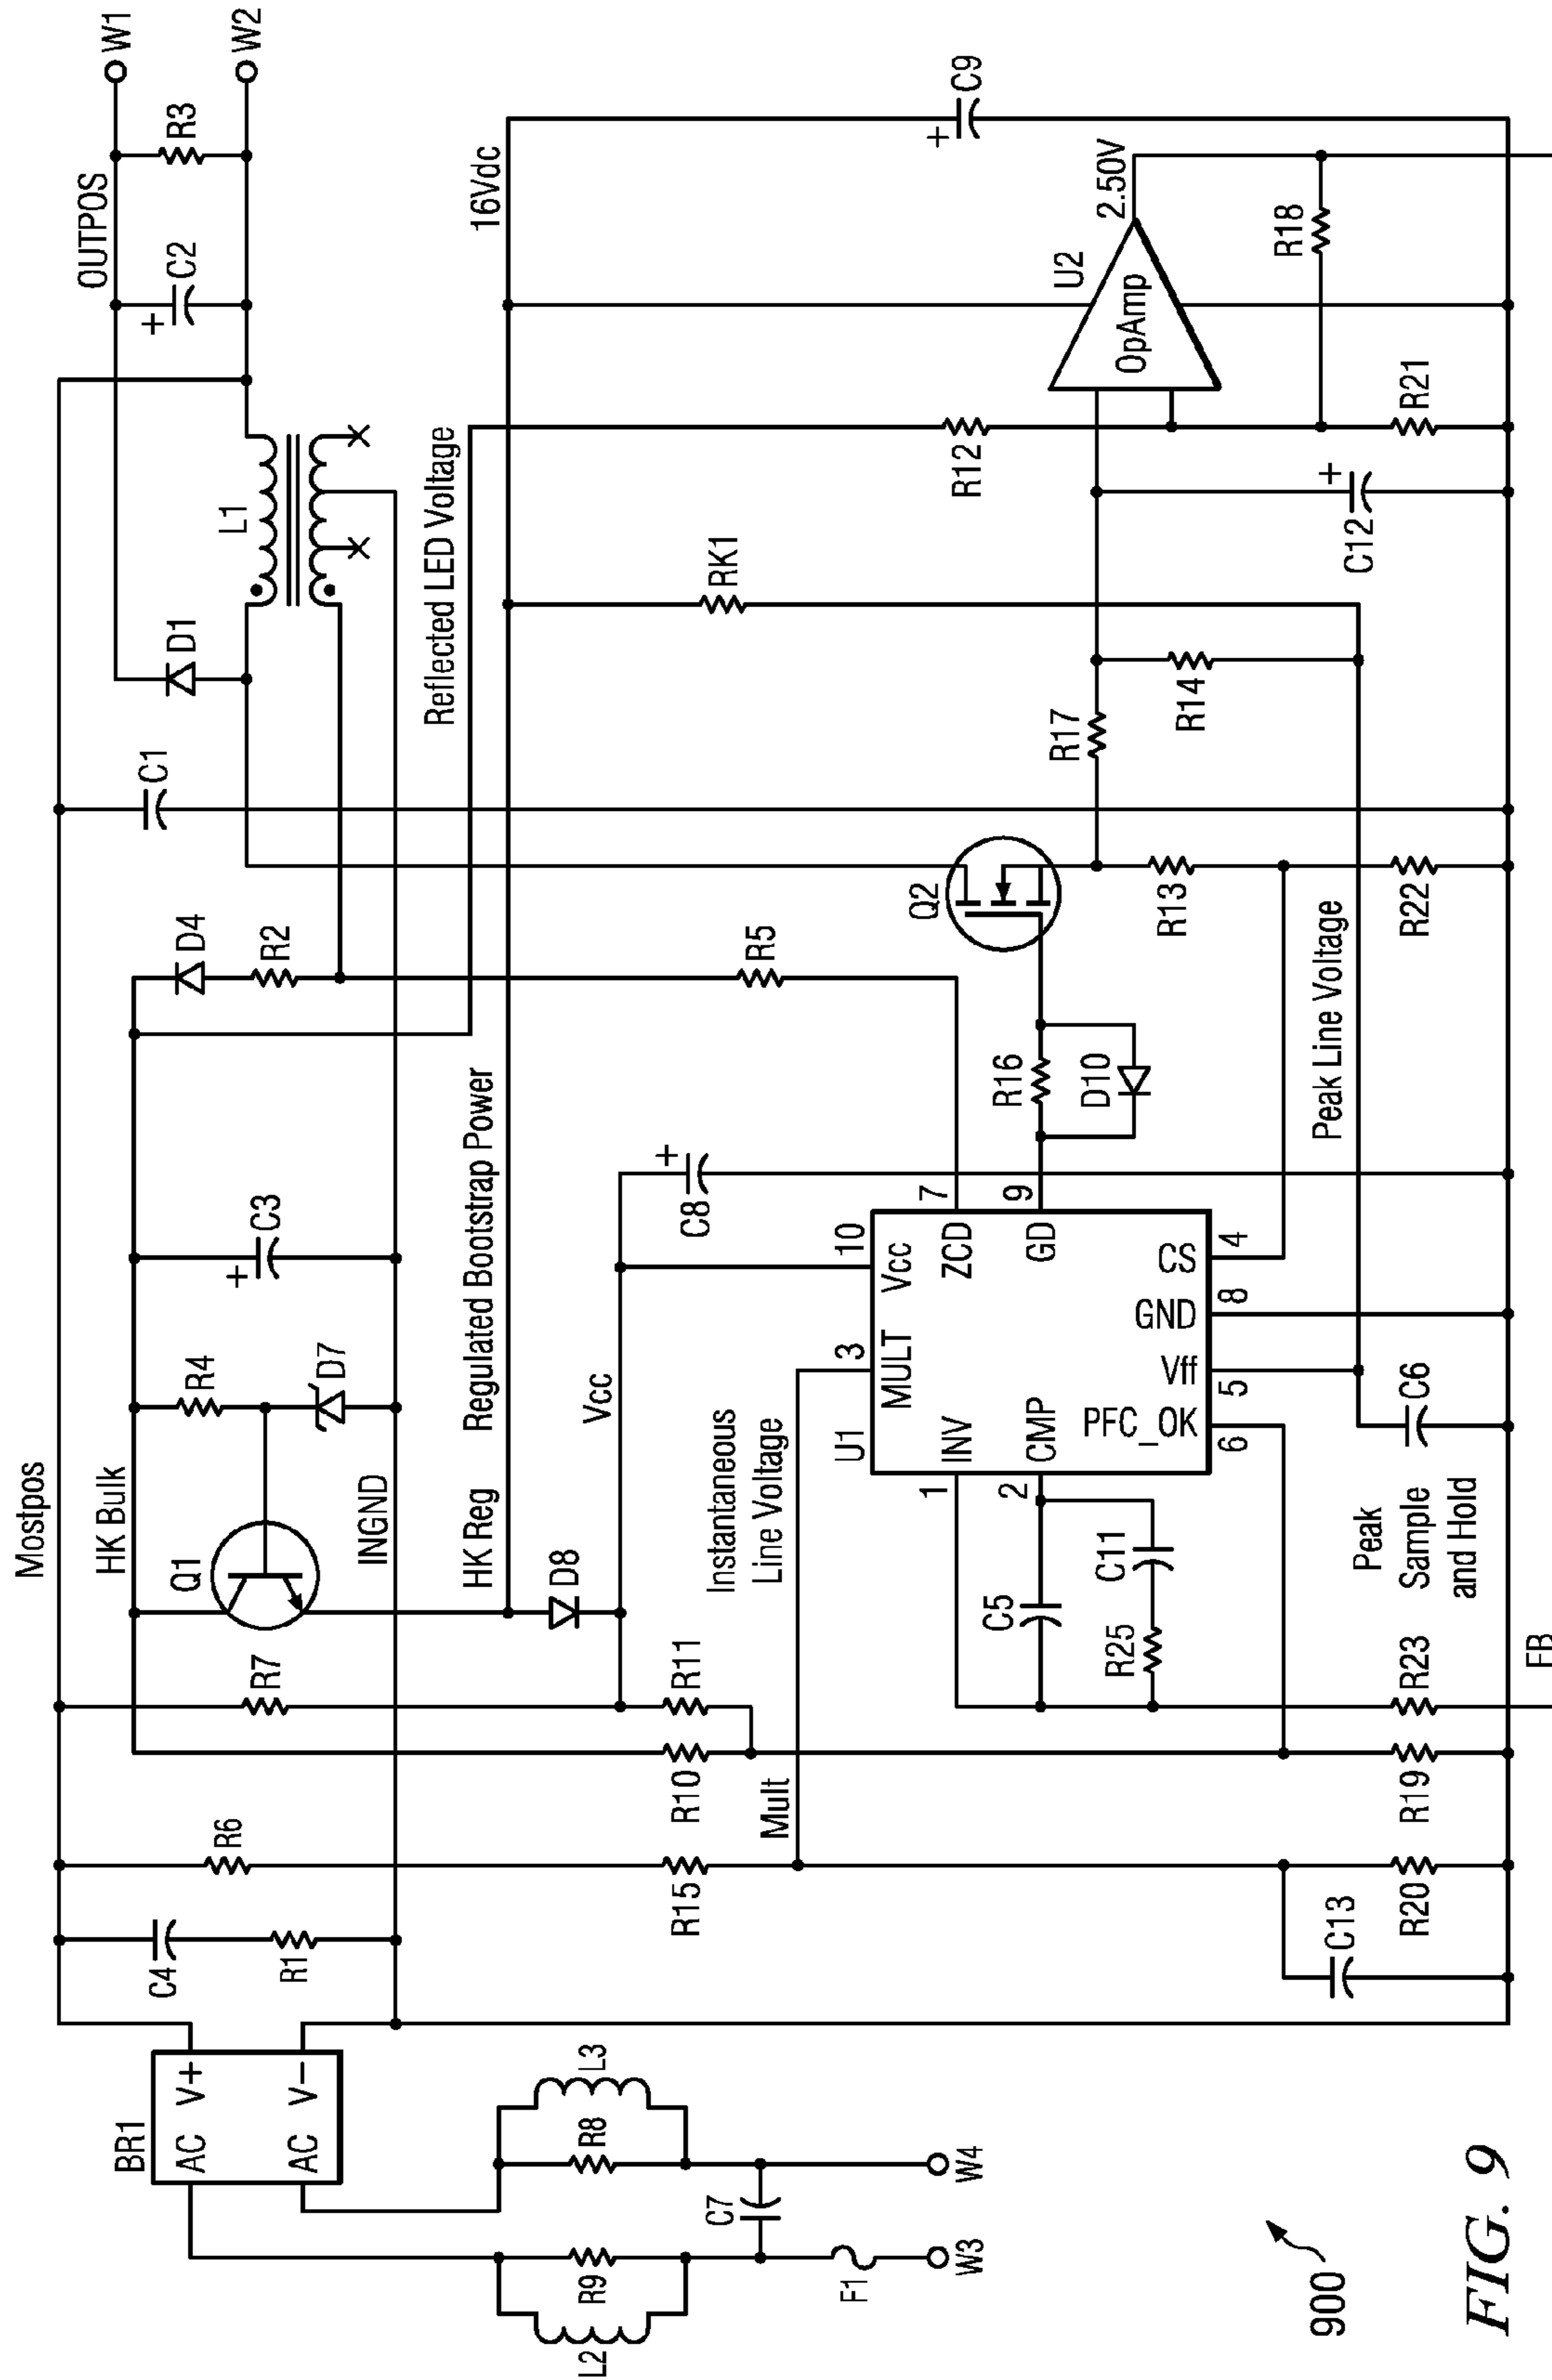 W1
W2
OUTPOS
R3
C2
+
L1
D1
C1
D4
R2
Mostpos
HK Bulk
INGND
C3
+
R4
D7
Q1
R7
R6
C4
R1
BR1
AC V+
AC V−
L3
R8
R9
L2
C7
F1
W4
W3
Reflected LED Voltage
16Vdc
C9
+
HK Reg Regulated Bootstrap Power
D8
Vcc
R5
C8
+
RK1
R12
R11
R10
R15
Mult
Instantaneous
Line Voltage
U1
MULT
3
Vcc
10
INV
1
ZCD
7
CMP
2
GD
9
PFC_OK
6
Vff
5
GND
8
CS
4
R16
D10
Q2
R17
R14
R13
R22
C12
+
U2
OpAmp
2.50V
R18
R21
Peak Line Voltage
C5
C11
R25
C6
Peak
Sample
and Hold
R23
R19
R20
C13
FB
900
FIG. 9